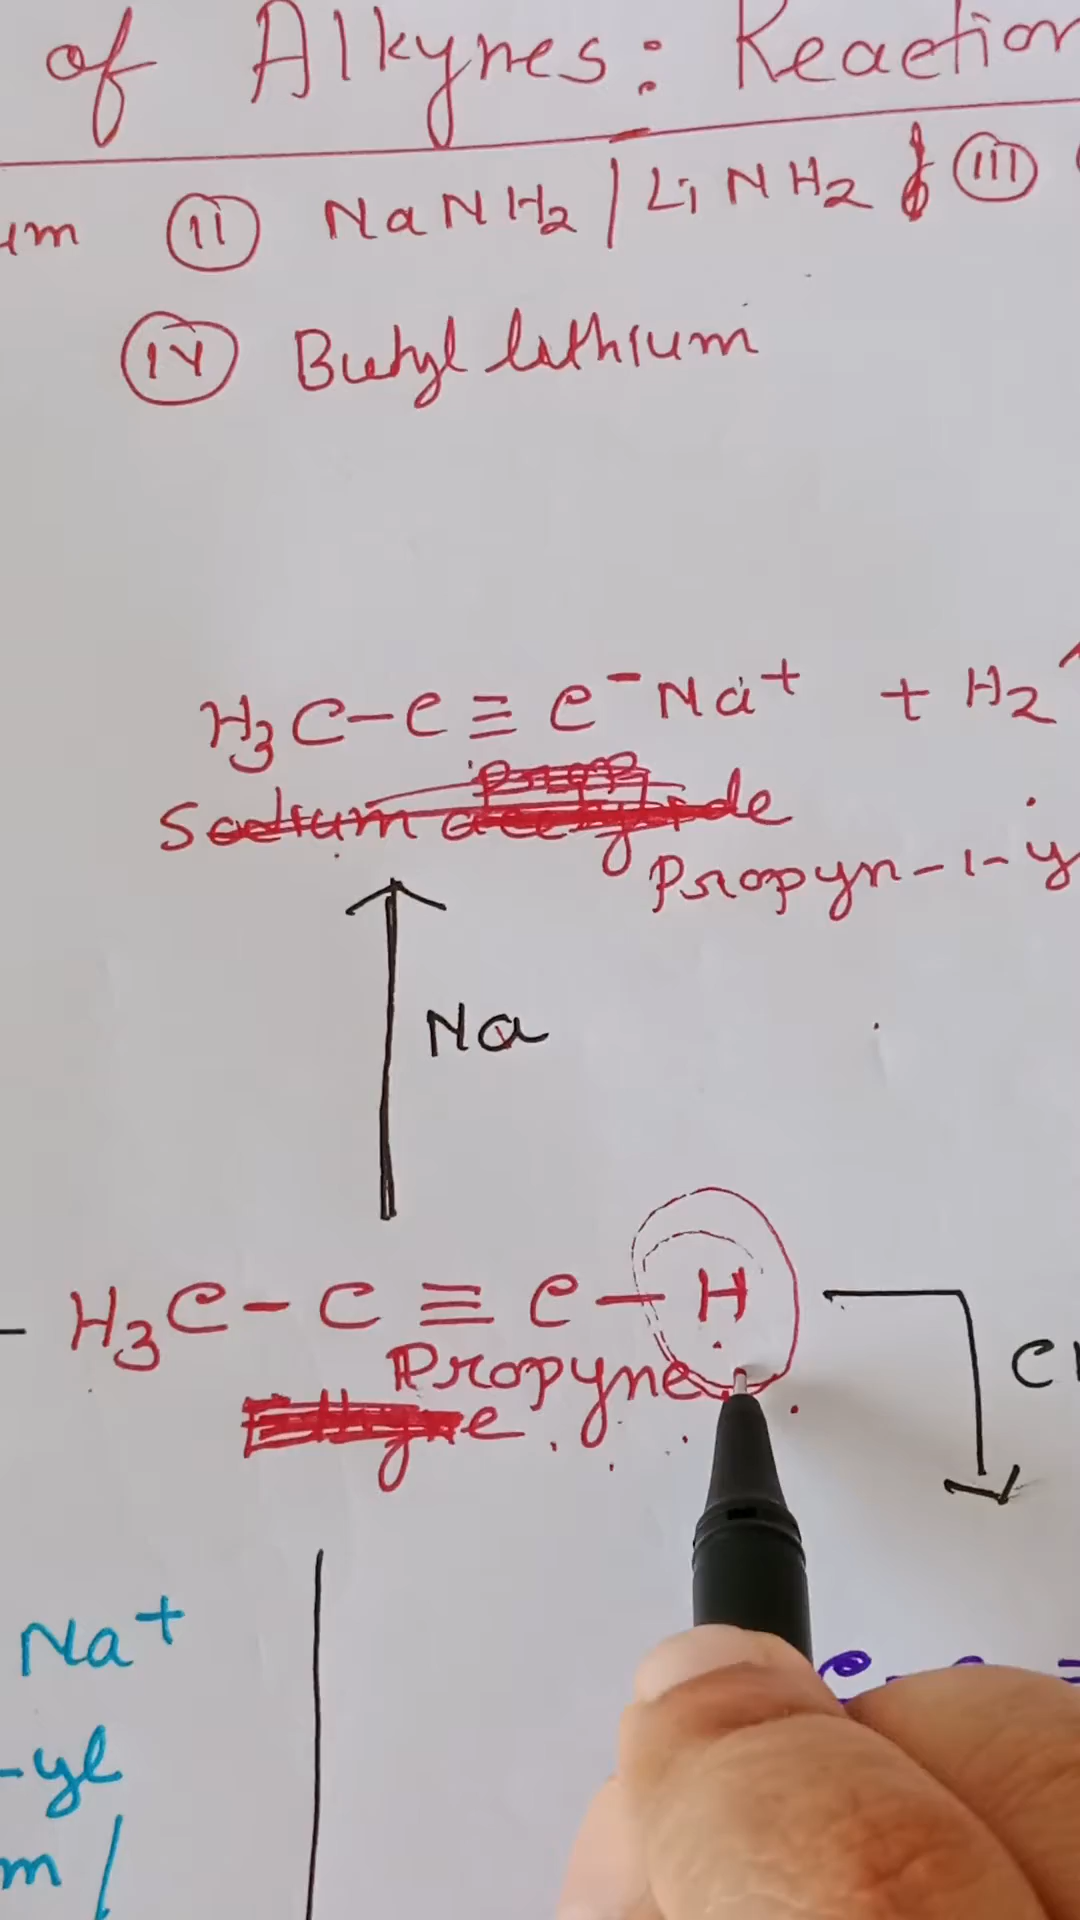 of Alkynes: Reaction
um (II) NaNH2 / LiNH2 (III)
(IV) Butyl lithium
H3C-C≡C⁻Na⁺ + H2↑
Propyn-1-y
Na
H3C-C≡C-H
Propyne
Na⁺
-yl
m/